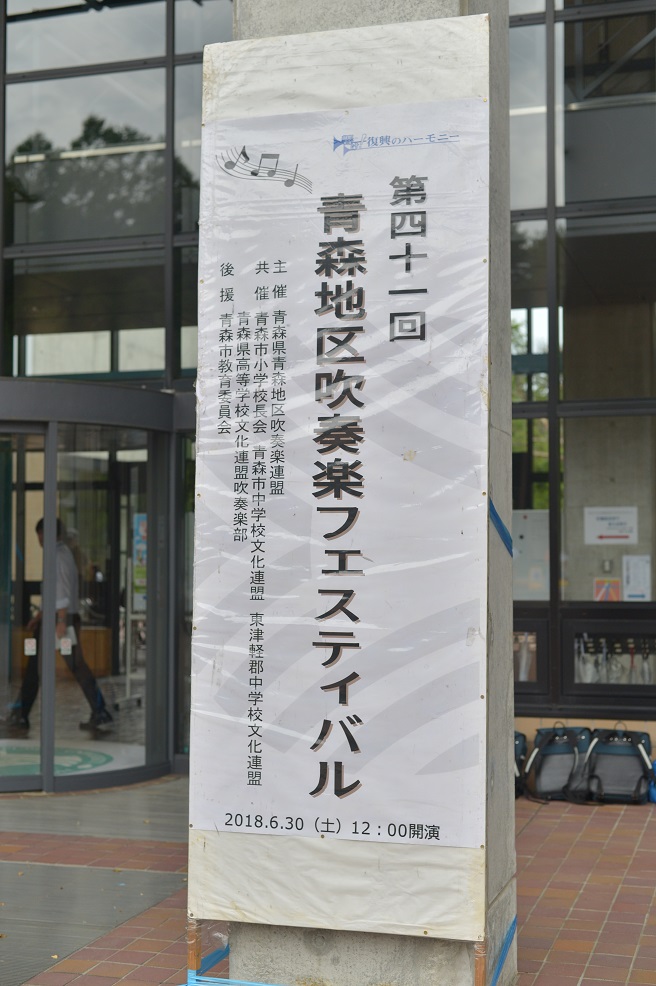 復興のハーモニー
第四十一回
青森地区吹奏楽フェスティバル
主催 青森県青森地区吹奏楽連盟
共催 青森市小学校長会 青森市中学校文化連盟 東津軽郡中学校文化連盟
青森県高等学校文化連盟吹奏楽部
後援 青森市教育委員会
2018.6.30（土）12：00開演